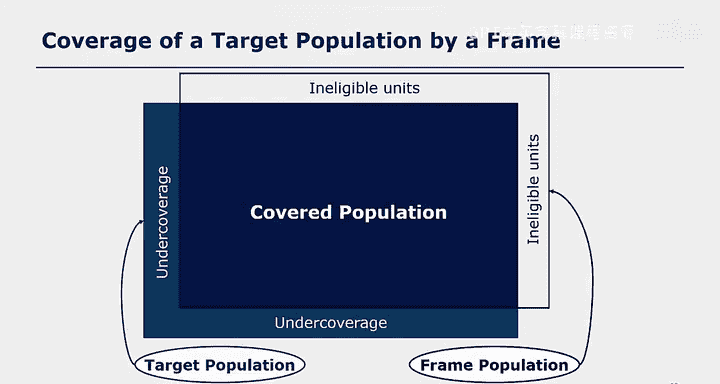 Coverage of a Target Population by a Frame
Ineligible units
Undercoverage
Covered Population
Ineligible units
Undercoverage
Target Population
Frame Population